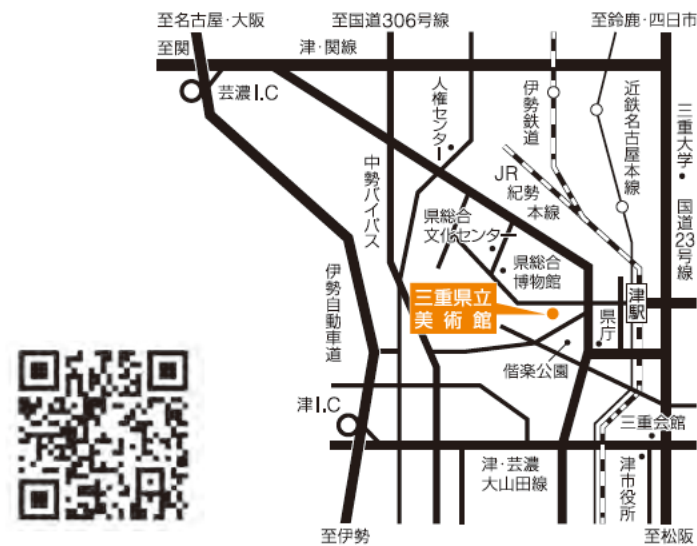 至名古屋・大阪
至国道306号線
至鈴鹿・四日市
至関
津・関線
芸濃I.C
人権センター
伊勢鉄道
近鉄名古屋本線
三重大学
国道23号線
中勢バイパス
JR
紀勢
本線
県総合
文化センター
県総合
博物館
伊勢自動車道
三重県立
美術館
津駅
県庁
偕楽公園
津I.C
三重会館
津・芸濃
大山田線
津市役所
至伊勢
至松阪